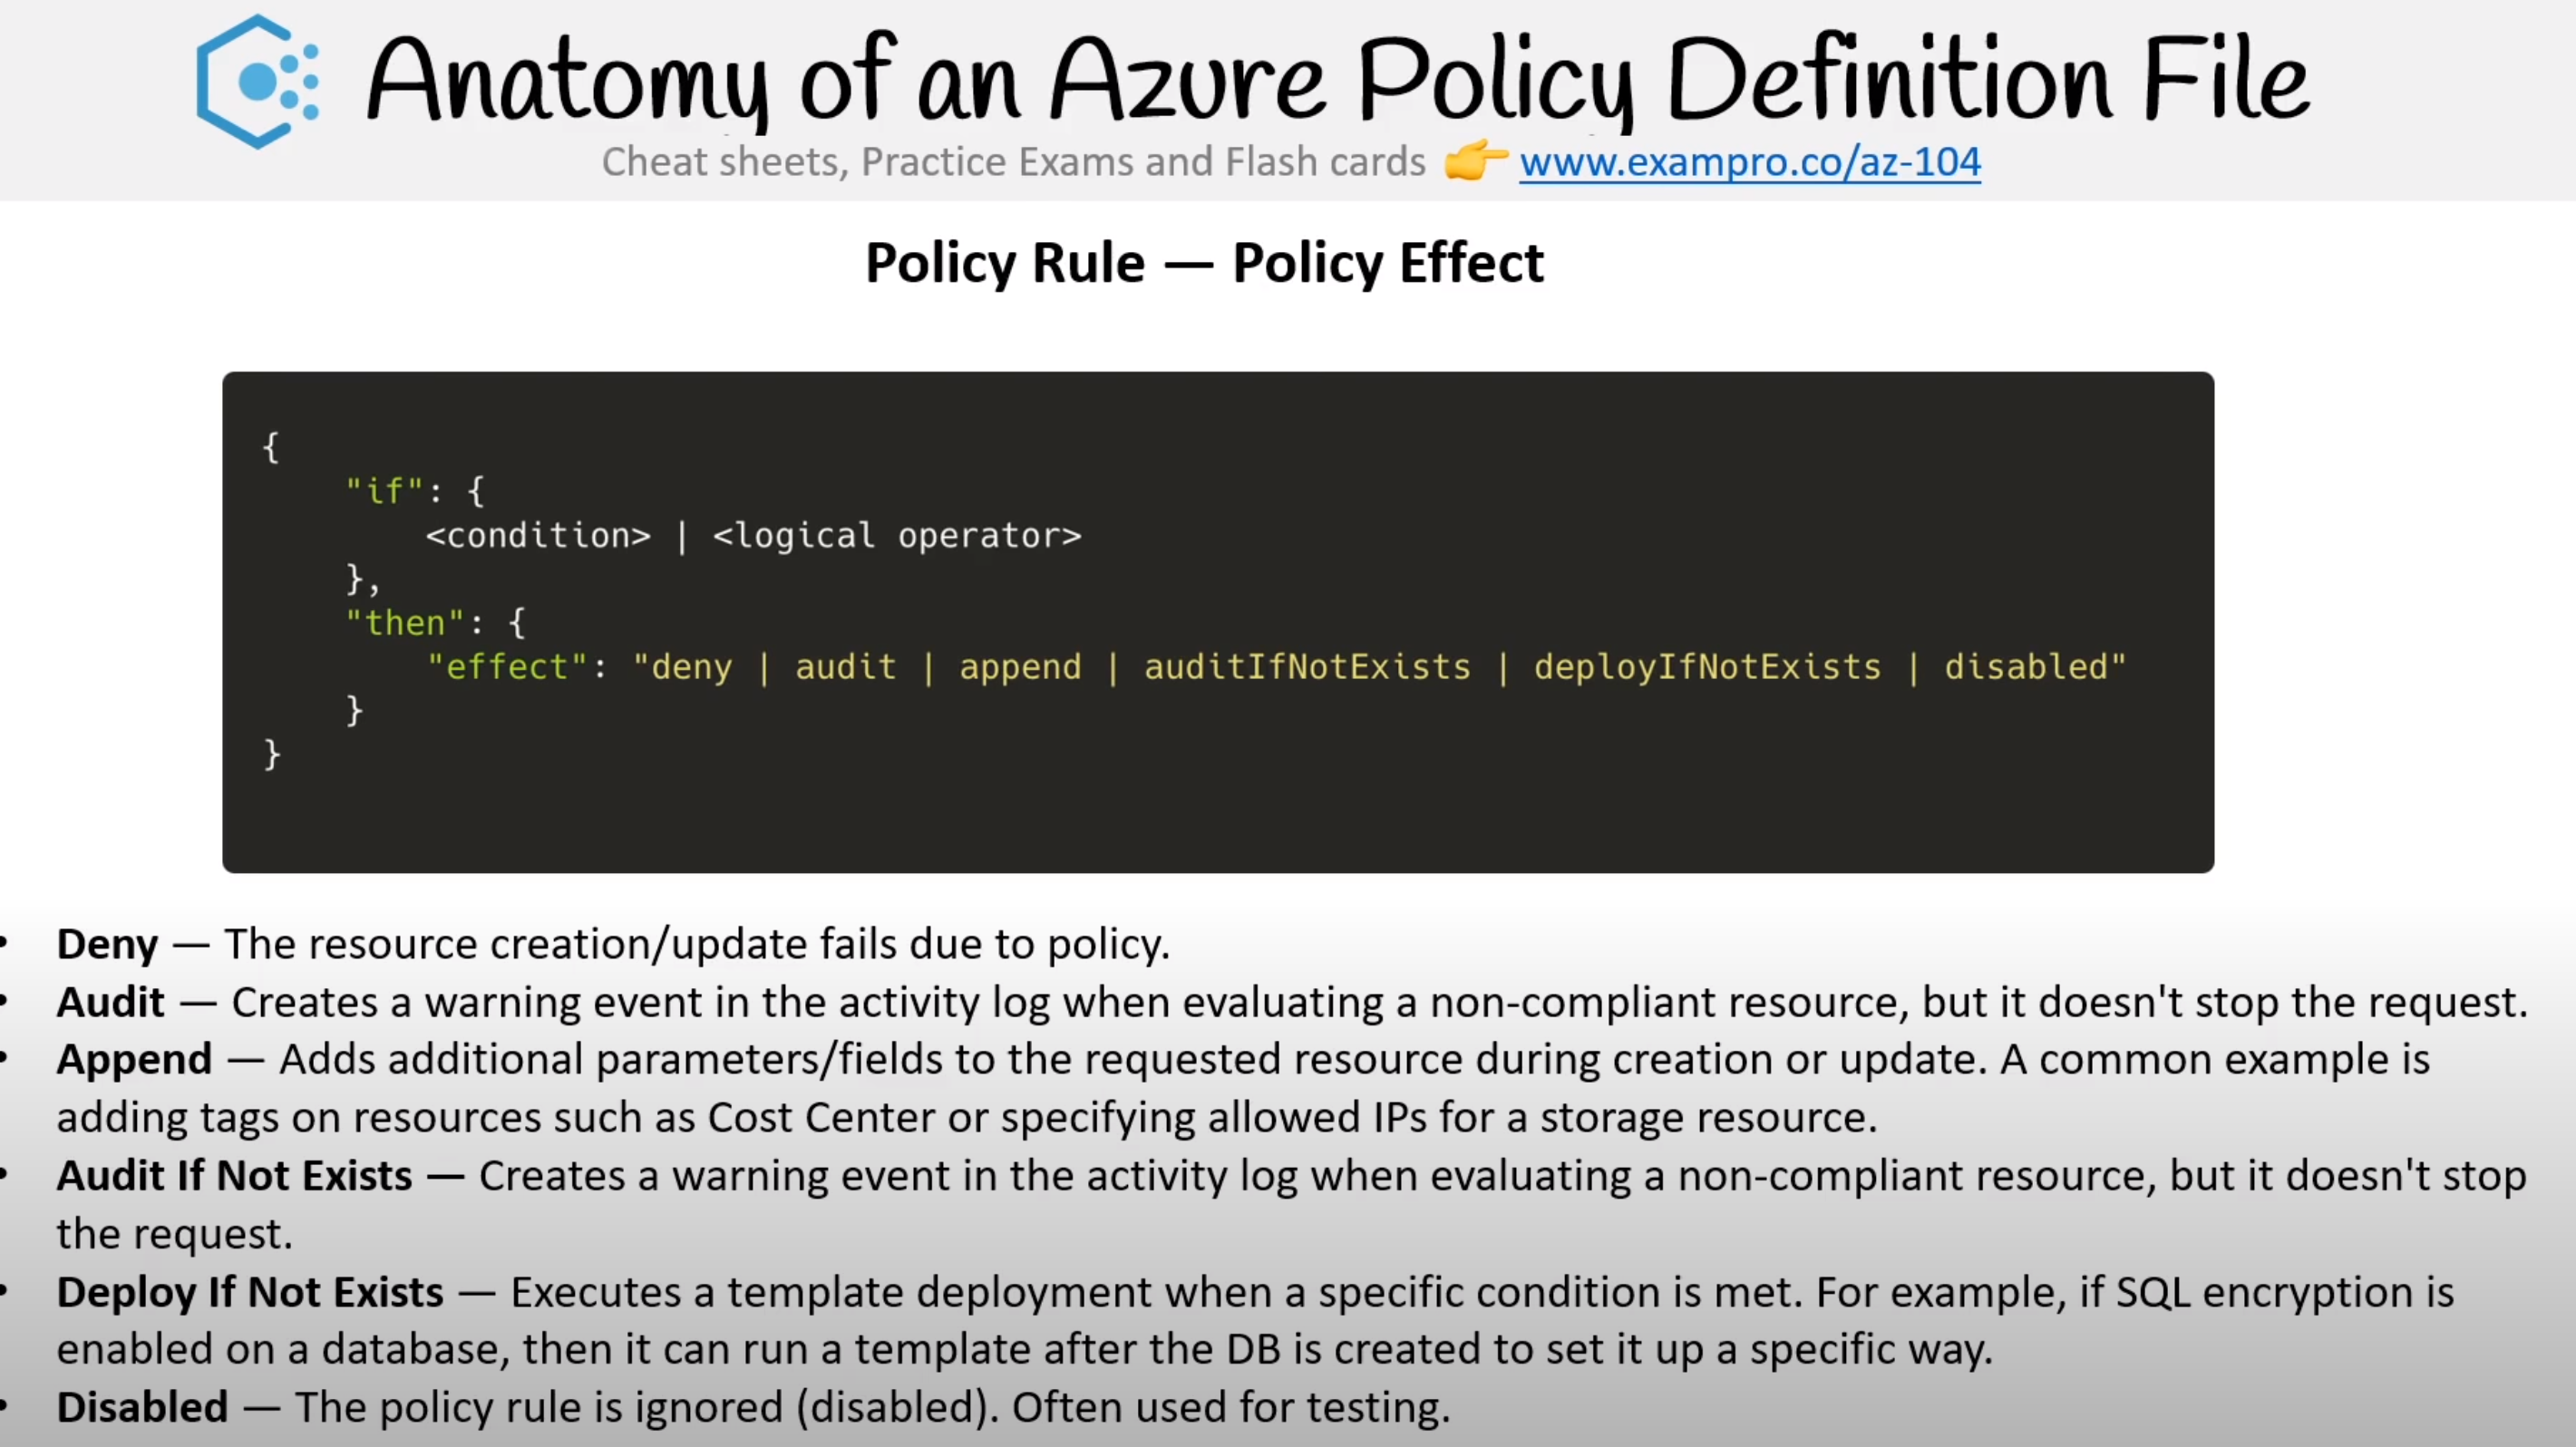 Anatomy of an Azure Policy Definition File
Cheat sheets, Practice Exams and Flash cards 👉 www.exampro.co/az-104
Policy Rule — Policy Effect
{
    "if": {
        <condition> | <logical operator>
    },
    "then": {
        "effect": "deny | audit | append | auditIfNotExists | deployIfNotExists | disabled"
    }
}
• Deny — The resource creation/update fails due to policy.
• Audit — Creates a warning event in the activity log when evaluating a non-compliant resource, but it doesn't stop the request.
• Append — Adds additional parameters/fields to the requested resource during creation or update. A common example is
adding tags on resources such as Cost Center or specifying allowed IPs for a storage resource.
• Audit If Not Exists — Creates a warning event in the activity log when evaluating a non-compliant resource, but it doesn't stop
the request.
• Deploy If Not Exists — Executes a template deployment when a specific condition is met. For example, if SQL encryption is
enabled on a database, then it can run a template after the DB is created to set it up a specific way.
• Disabled — The policy rule is ignored (disabled). Often used for testing.